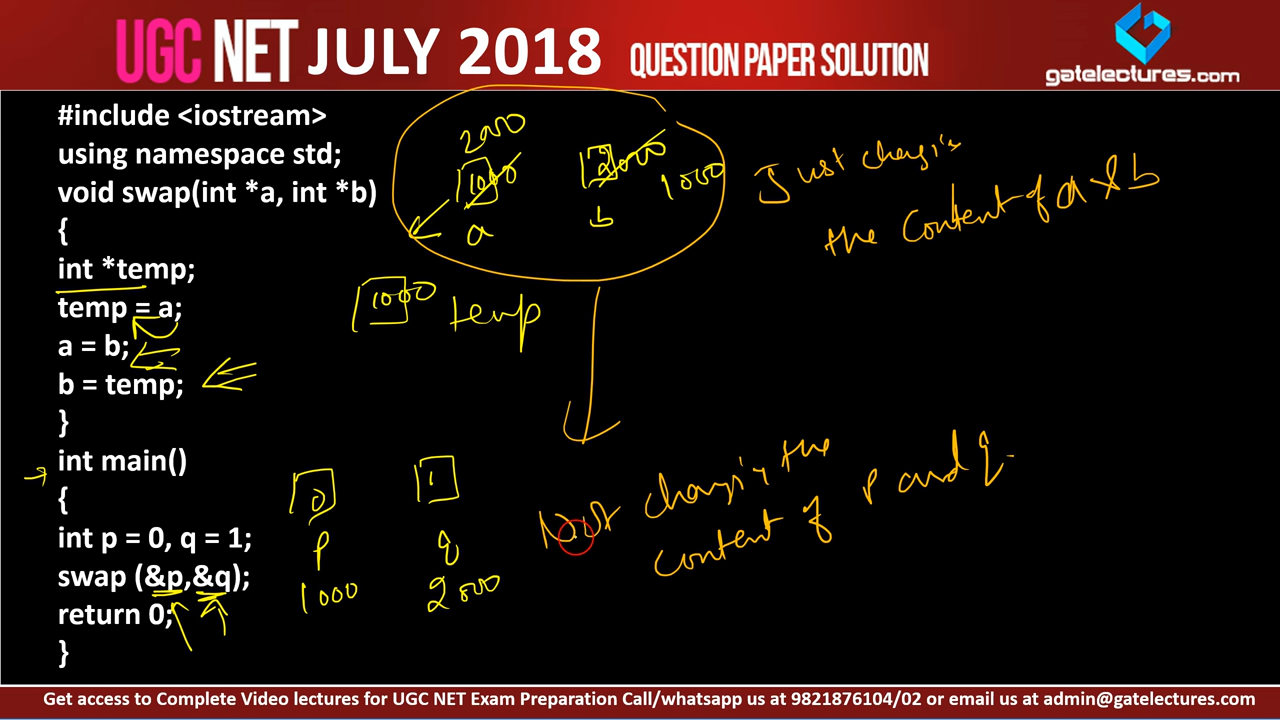 UGC NET JULY 2018 QUESTION PAPER SOLUTION
gatelectures.com
#include <iostream>
using namespace std;
void swap(int *a, int *b)
{
int *temp;
temp = a;
a = b;
b = temp;
}
int main()
{
int p = 0, q = 1;
swap (&p,&q);
return 0;
}
2000
1000 2000
1000
a b
1000 temp
Just changing
the content of a & b
0 1
p q
1000 2000
Not changing the
content of p and q.
Get access to Complete Video lectures for UGC NET Exam Preparation Call/whatsapp us at 9821876104/02 or email us at admin@gatelectures.com